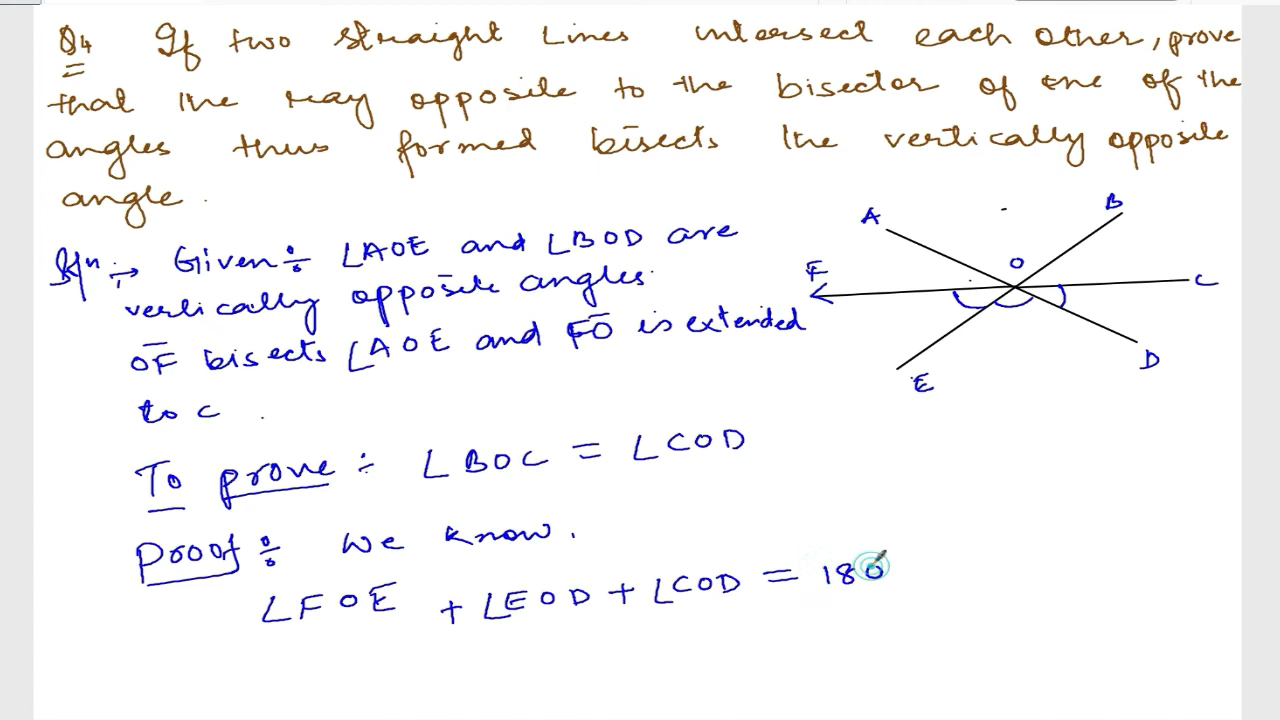 Q4 If two straight Lines intersect each other, prove
that the ray opposite to the bisector of one of the
angles thus formed bisects the vertically opposite
angle.
Sol^n :→ Given ÷ ∠AOE and ∠BOD are
vertically opposite angles.
OF bisects ∠AOE and FO is extended
to C.
To prove ÷ ∠BOC = ∠COD
Proof ÷ We know.
∠FOE + ∠EOD + ∠COD = 180
A
B
O
F
C
D
E